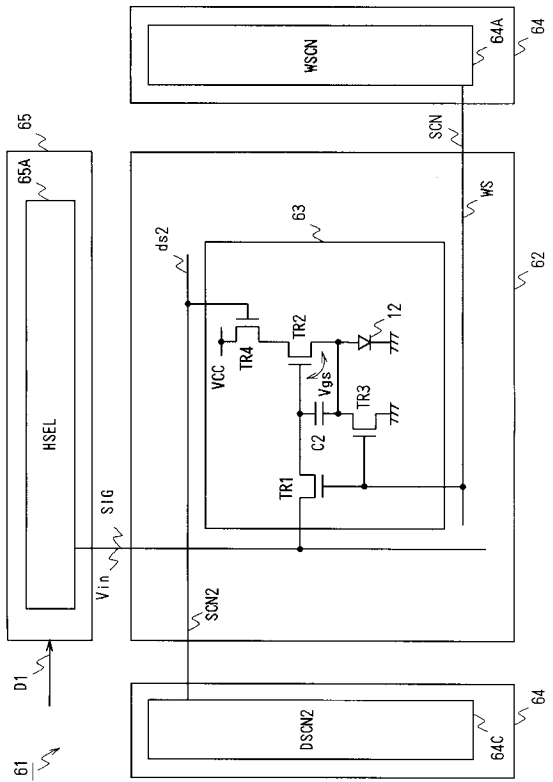 61
D1
65
65A
HSEL
Vin
SIG
64
64C
DSCN2
SCN2
ds2
63
VCC
TR4
TR2
Vgs
C2
TR1
TR3
12
62
WS
SCN
WSCN
64A
64